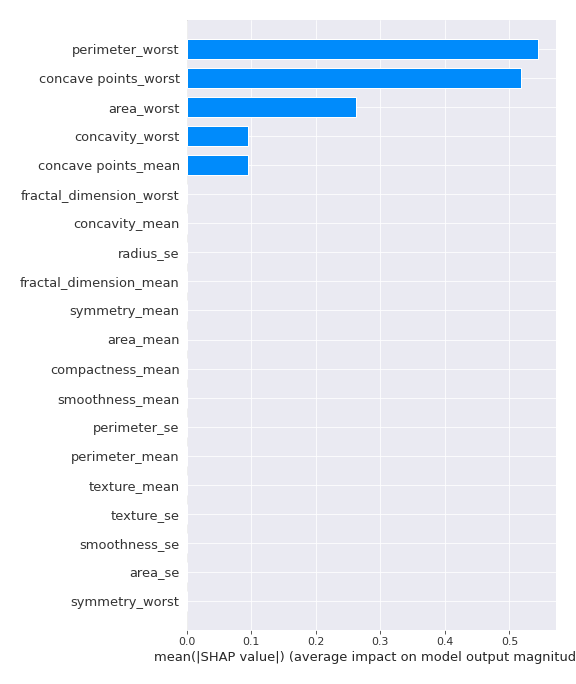 perimeter_worst
concave points_worst
area_worst
concavity_worst
concave points_mean
fractal_dimension_worst
concavity_mean
radius_se
fractal_dimension_mean
symmetry_mean
area_mean
compactness_mean
smoothness_mean
perimeter_se
perimeter_mean
texture_mean
texture_se
smoothness_se
area_se
symmetry_worst
0.0 0.1 0.2 0.3 0.4 0.5
mean(|SHAP value|) (average impact on model output magnitud